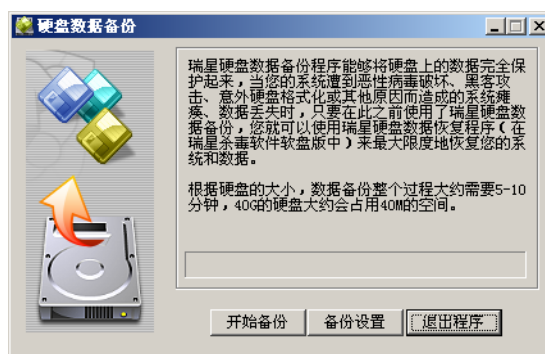 硬盘数据备份
瑞星硬盘数据备份程序能够将硬盘上的数据完全保
护起来，当您的系统遭到恶性病毒破坏、黑客攻
击、意外硬盘格式化或其他原因而造成的系统瘫
痪、数据丢失时，只要在此之前使用了瑞星硬盘数
据备份，您就可以使用瑞星硬盘数据恢复程序（在
瑞星杀毒软件软盘版中）来最大限度地恢复您的系
统和数据。
根据硬盘的大小，数据备份整个过程大约需要5-10
分钟，40G的硬盘大约会占用40M的空间。
开始备份 备份设置 退出程序